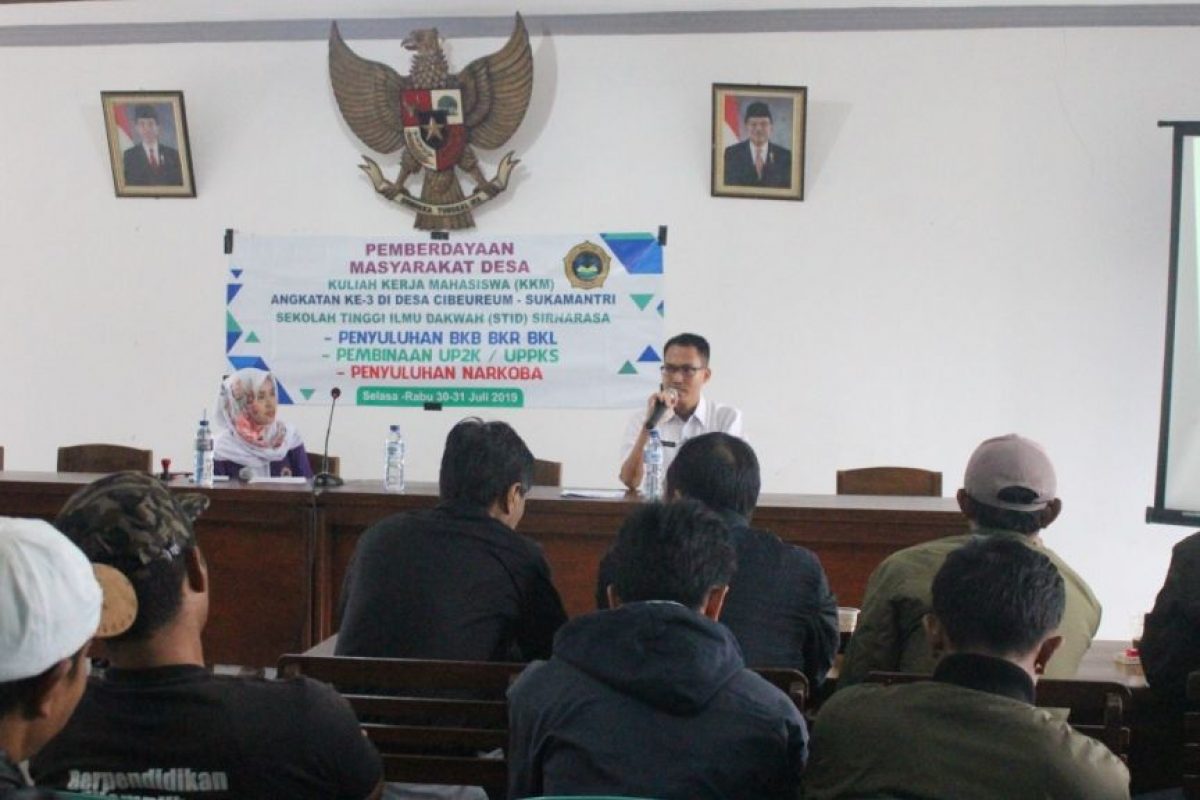 BHINNEKA TUNGGAL IKA
PEMBERDAYAAN
MASYARAKAT DESA
KULIAH KERJA MAHASISWA (KKM)
ANGKATAN KE-3 DI DESA CIBEUREUM - SUKAMANTRI
SEKOLAH TINGGI ILMU DAKWAH (STID) SIRNARASA
- PENYULUHAN BKB BKR BKL
- PEMBINAAN UP2K / UPPKS
- PENYULUHAN NARKOBA
Selasa -Rabu 30-31 Juli 2019
Berpendidikan